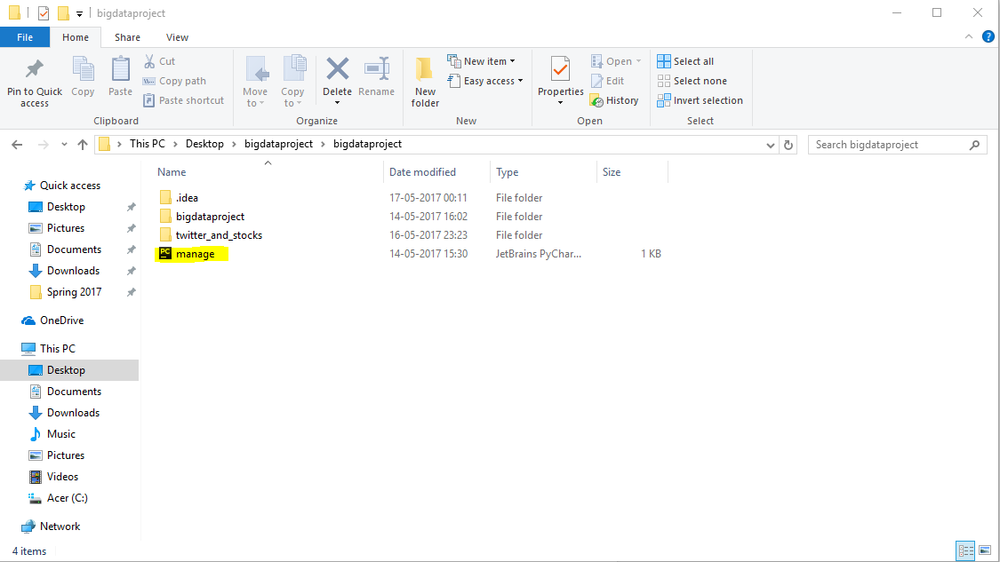 bigdataproject
File Home Share View
Pin to Quick access
Copy
Paste
Cut
Copy path
Paste shortcut
Clipboard
Move to
Copy to
Delete
Rename
Organize
New folder
New item
Easy access
New
Properties
Open
Edit
History
Open
Select all
Select none
Invert selection
Select
This PC > Desktop > bigdataproject > bigdataproject
Search bigdataproject
Quick access
Desktop
Pictures
Documents
Downloads
Spring 2017
OneDrive
This PC
Desktop
Documents
Downloads
Music
Pictures
Videos
Acer (C:)
Network
Name Date modified Type Size
.idea 17-05-2017 00:11 File folder
bigdataproject 14-05-2017 16:02 File folder
twitter_and_stocks 16-05-2017 23:23 File folder
PC manage 14-05-2017 15:30 JetBrains PyChar... 1 KB
4 items